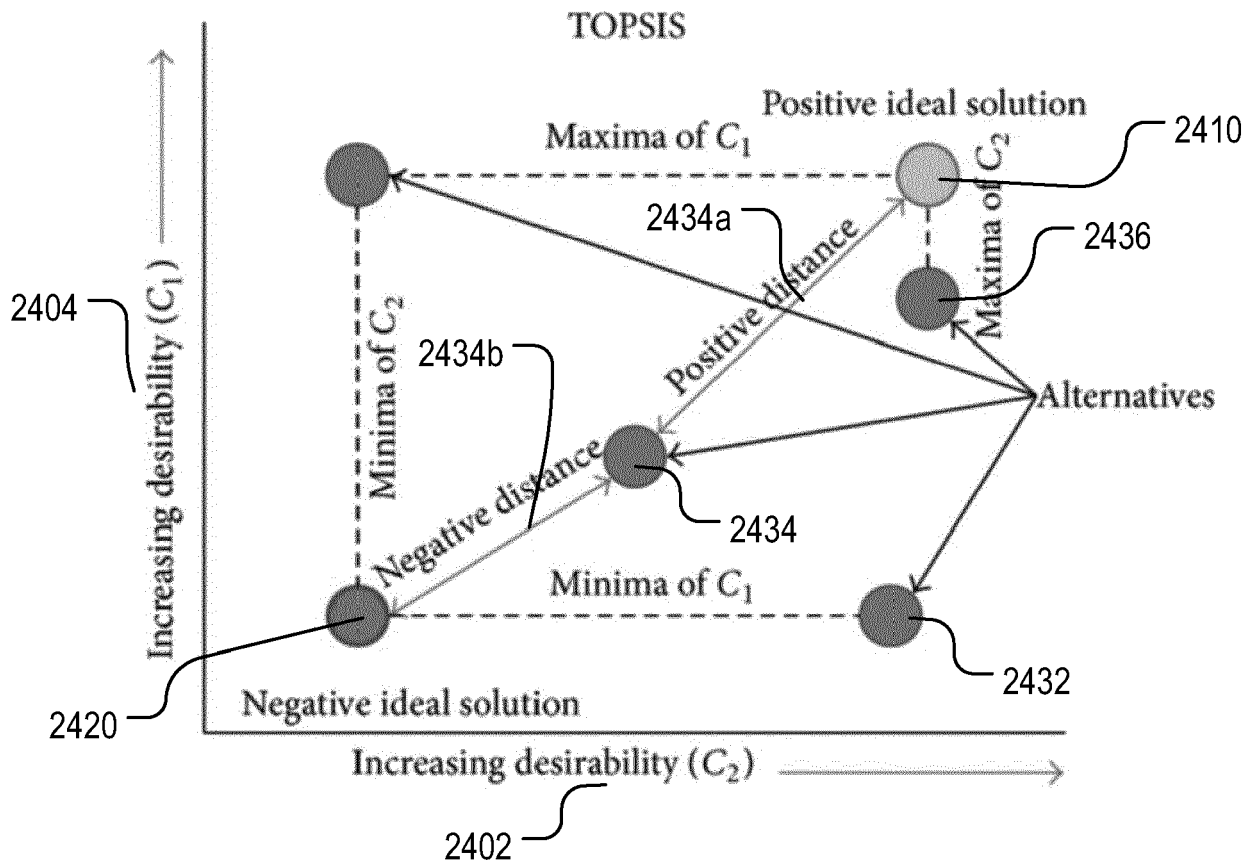 TOPSIS
Positive ideal solution
2410
Maxima of C₁
Maxima of C₂
2434a
2436
Positive distance
2404
Increasing desirability (C₁)
Minima of C₂
2434b
Alternatives
Negative distance
2434
Minima of C₁
2432
2420
Negative ideal solution
Increasing desirability (C₂)
2402